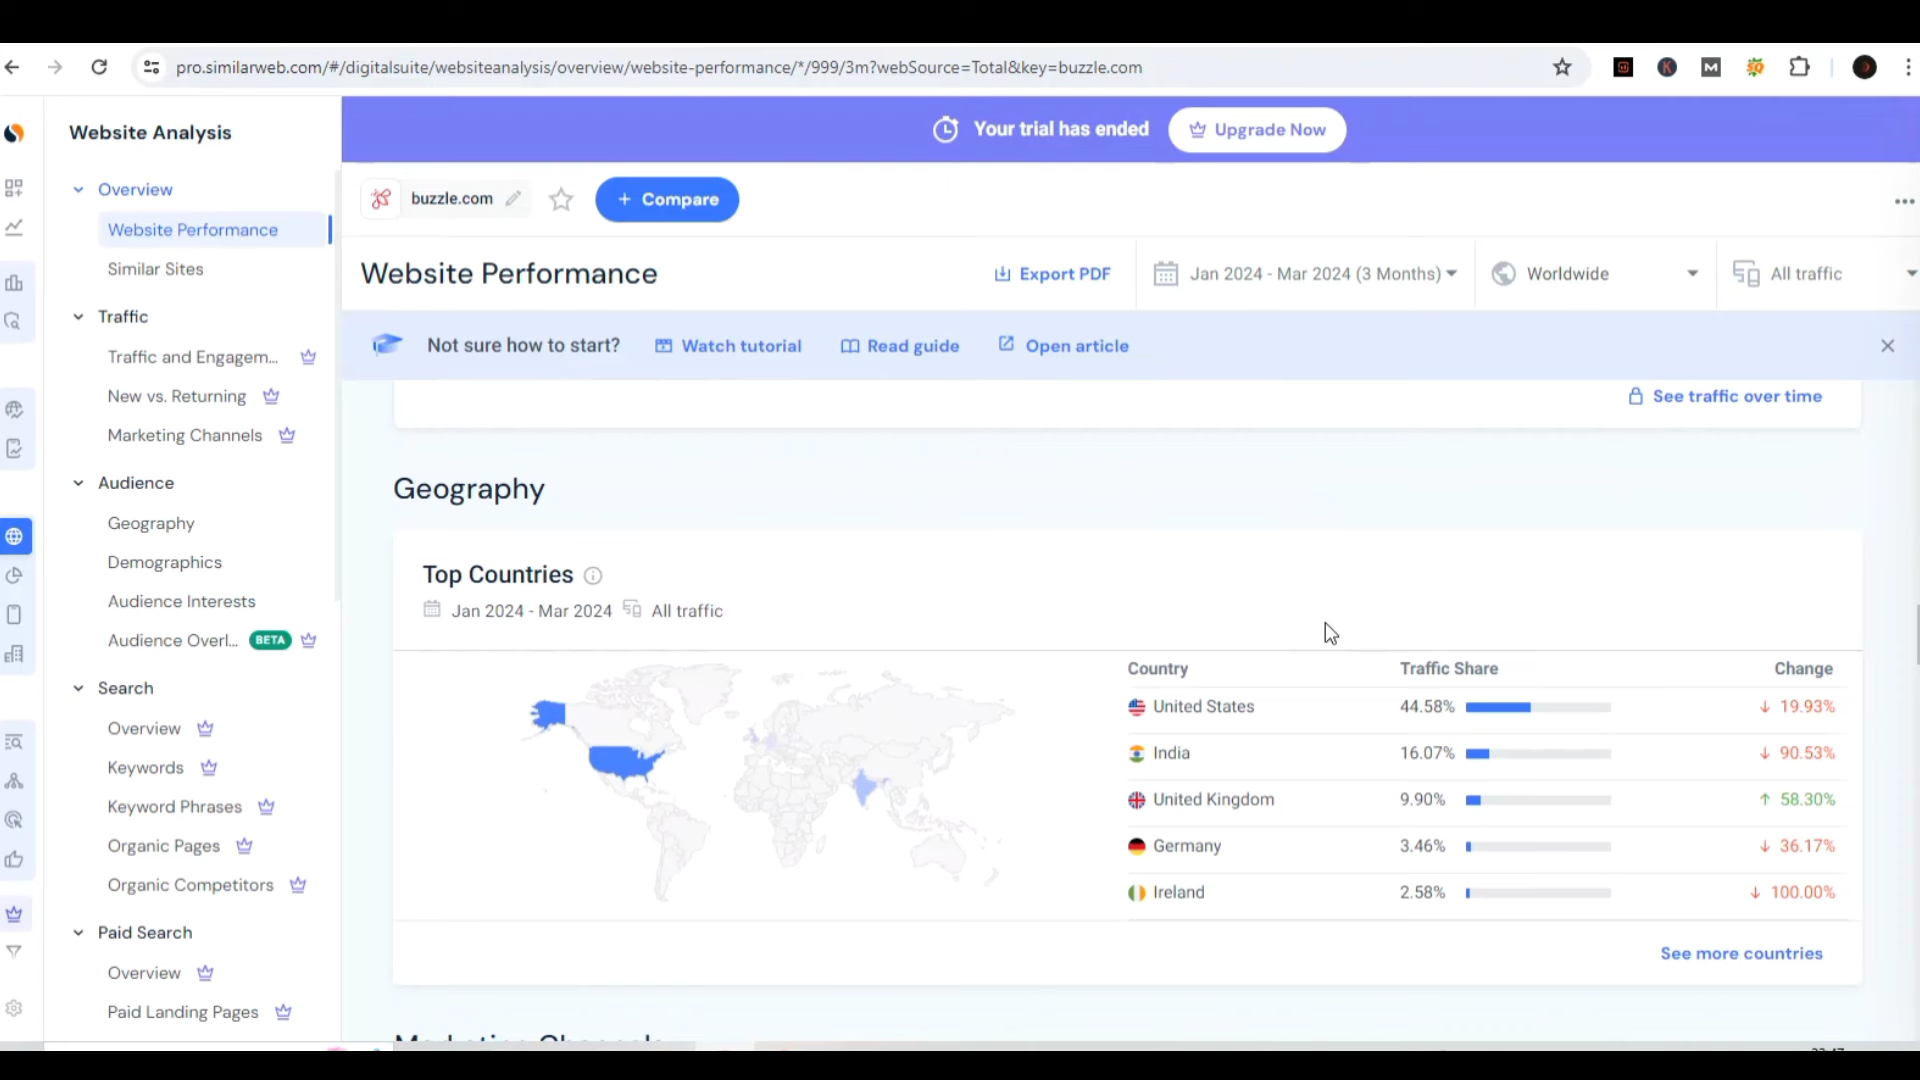 pro.similarweb.com/#/digitalsuite/websiteanalysis/overview/website-performance/*/999/3m?webSource=Total&key=buzzle.com
Website Analysis
Your trial has ended
Upgrade Now
Overview
Website Performance
Similar Sites
Traffic
Traffic and Engagem...
New vs. Returning
Marketing Channels
Audience
Geography
Demographics
Audience Interests
Audience Overl... BETA
Search
Overview
Keywords
Keyword Phrases
Organic Pages
Organic Competitors
Paid Search
Overview
Paid Landing Pages
buzzle.com
+ Compare
Website Performance
Export PDF
Jan 2024 - Mar 2024 (3 Months)
Worldwide
All traffic
Not sure how to start?
Watch tutorial
Read guide
Open article
See traffic over time
Geography
Top Countries
Jan 2024 - Mar 2024 All traffic
Country Traffic Share Change
United States 44.58% ↓ 19.93%
India 16.07% ↓ 90.53%
United Kingdom 9.90% ↑ 58.30%
Germany 3.46% ↓ 36.17%
Ireland 2.58% ↓ 100.00%
See more countries
Marketing Channels